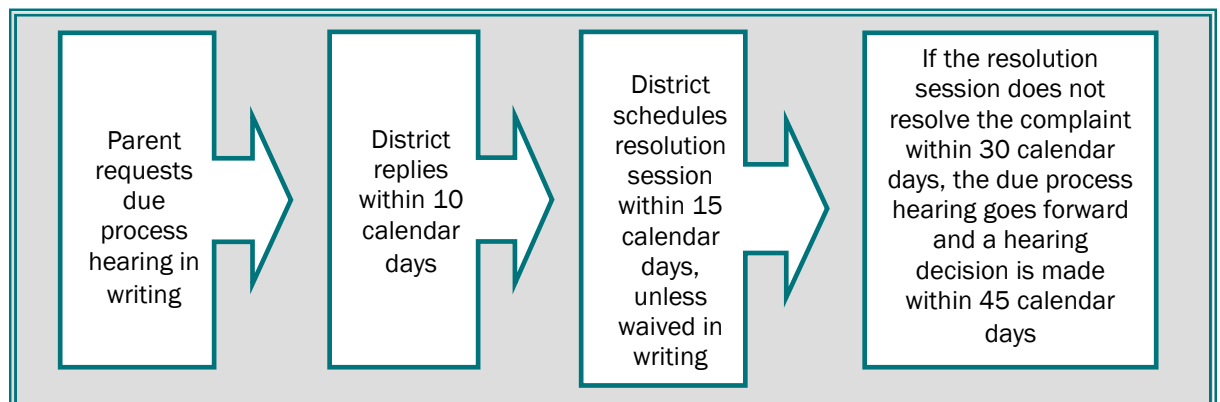 Parent
requests
due
process
hearing in
writing
District
replies
within 10
calendar
days
District
schedules
resolution
session
within 15
calendar
days,
unless
waived in
writing
If the resolution
session does not
resolve the complaint
within 30 calendar
days, the due process
hearing goes forward
and a hearing
decision is made
within 45 calendar
days